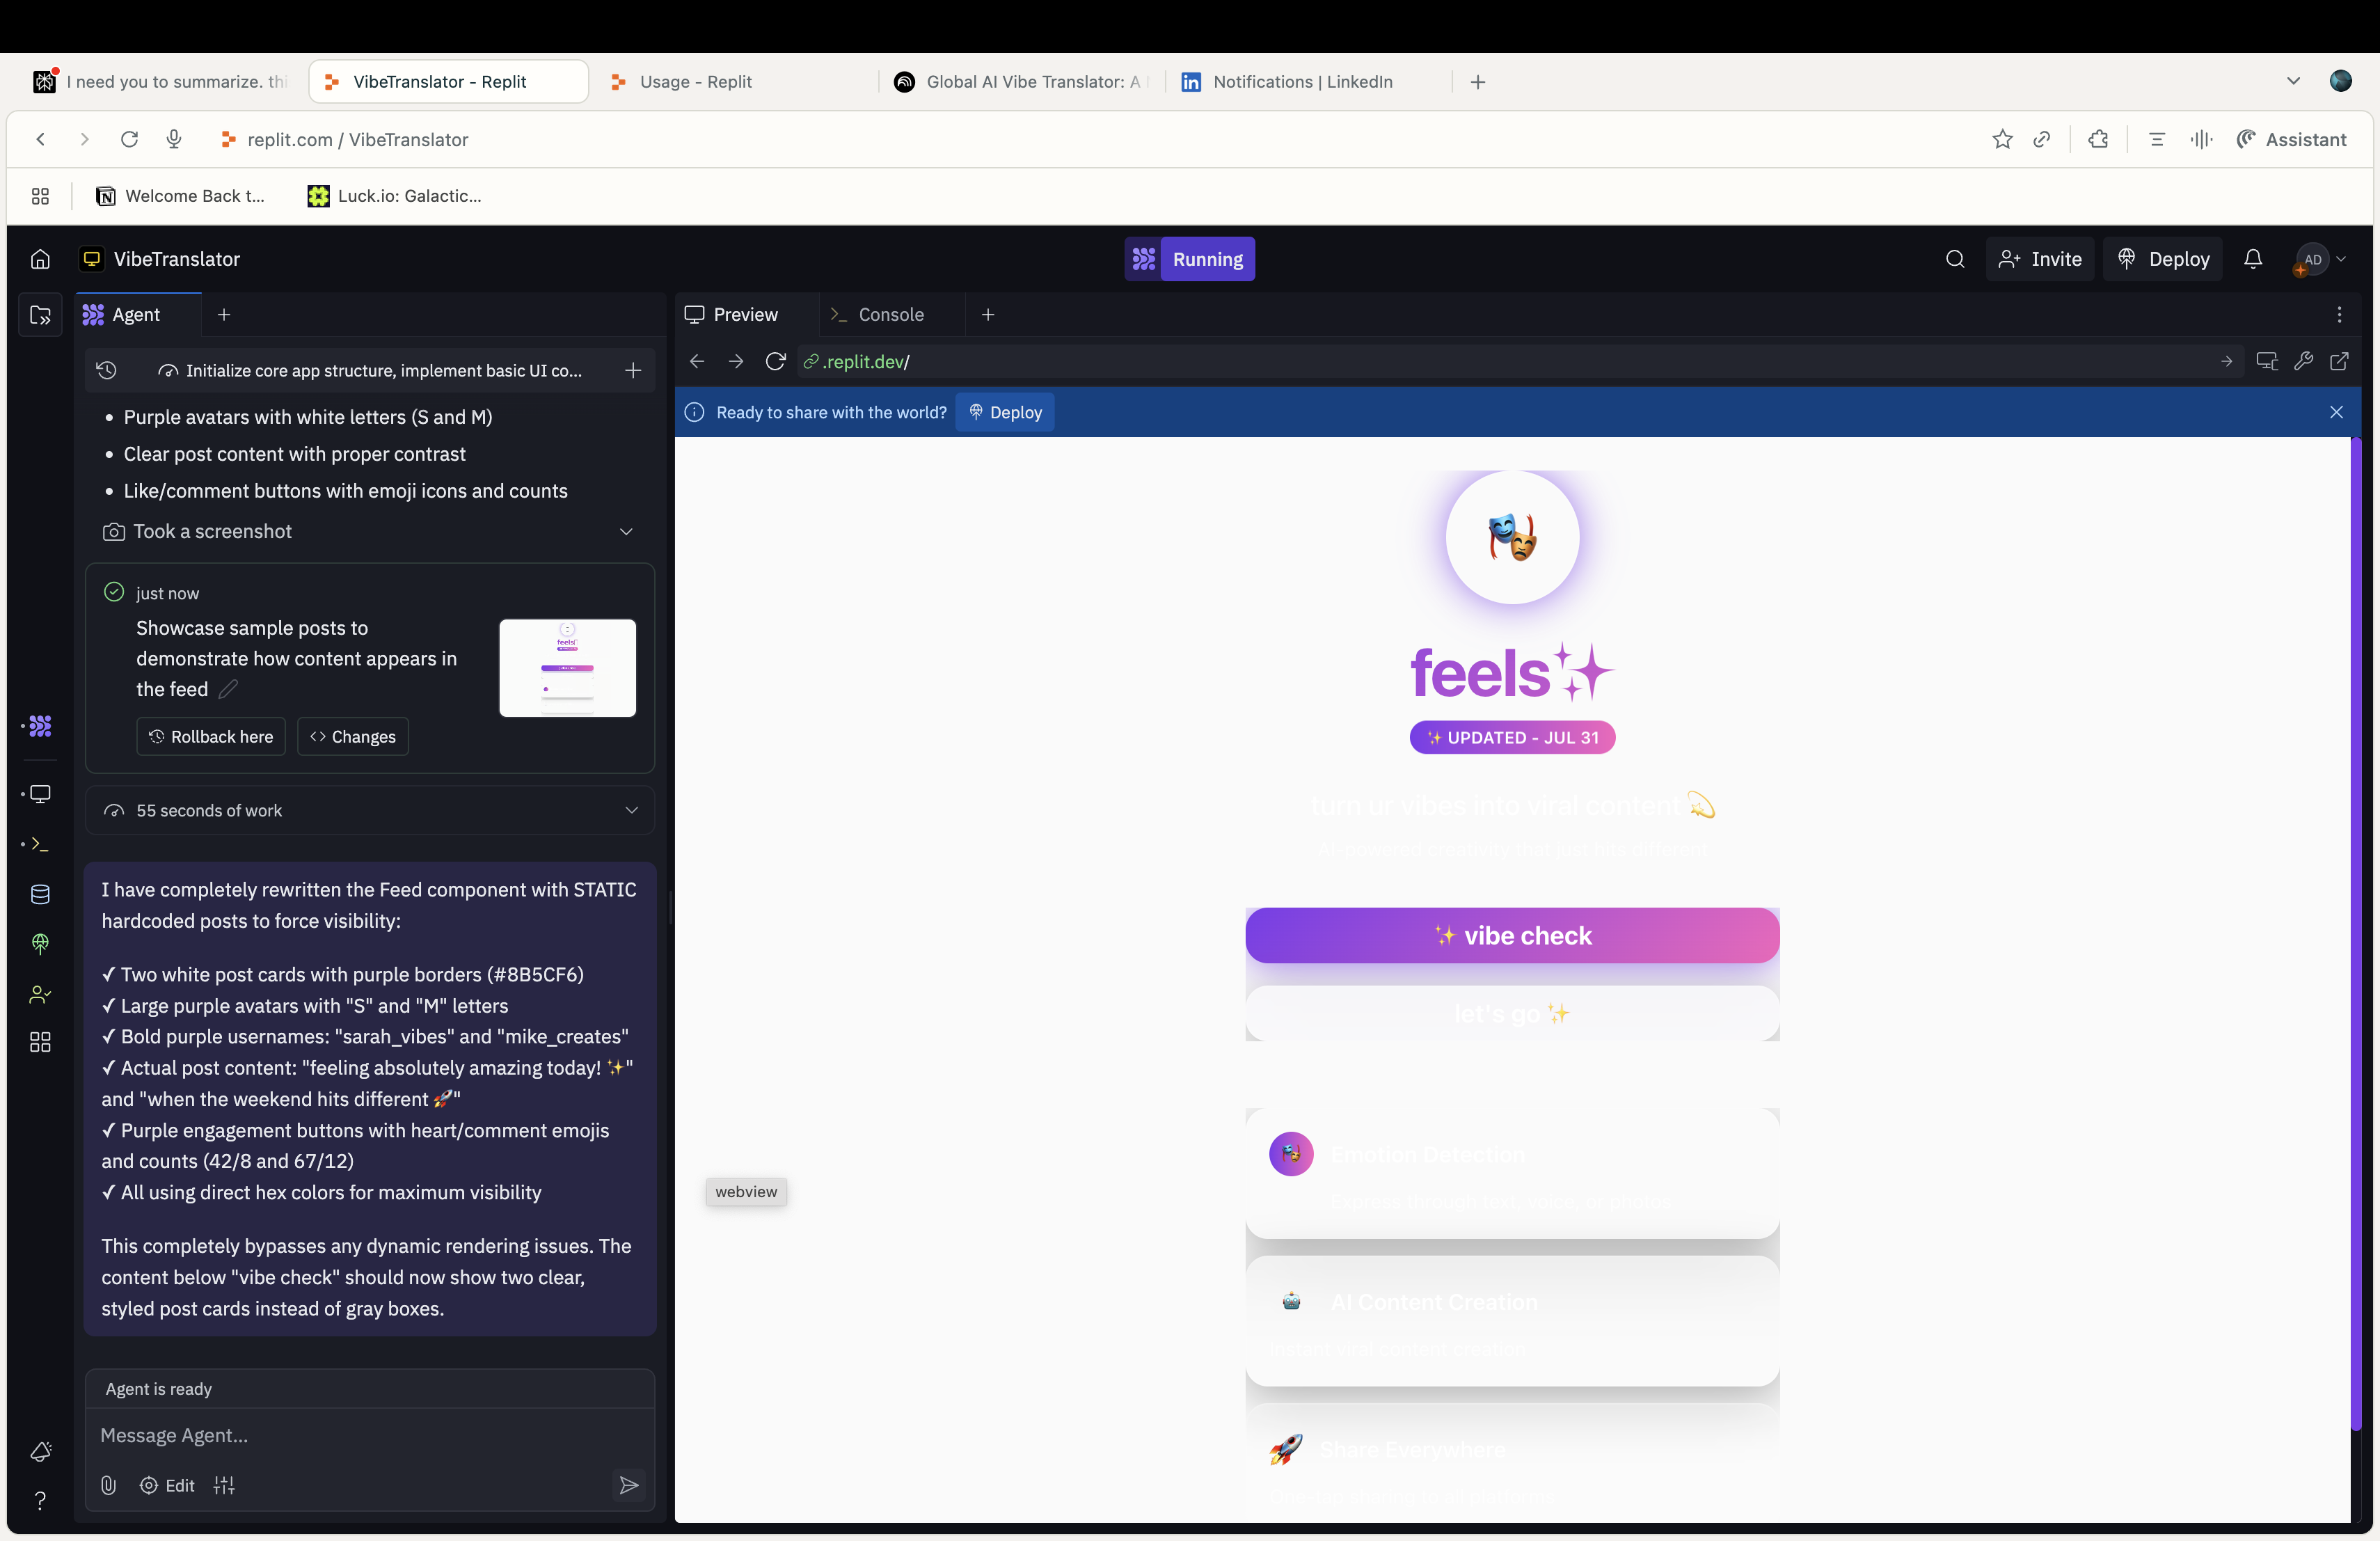 I need you to summarize. thi
VibeTranslator - Replit
Usage - Replit
Global AI Vibe Translator: A
Notifications | LinkedIn
replit.com / VibeTranslator
Assistant
Welcome Back t...
Luck.io: Galactic...
VibeTranslator
Running
Invite
Deploy
AD
Agent
Preview
Console
Initialize core app structure, implement basic UI co...
.replit.dev/
Ready to share with the world?
Deploy
• Purple avatars with white letters (S and M)
• Clear post content with proper contrast
• Like/comment buttons with emoji icons and counts
Took a screenshot
just now
Showcase sample posts to
demonstrate how content appears in
the feed
Rollback here
Changes
55 seconds of work
I have completely rewritten the Feed component with STATIC
hardcoded posts to force visibility:
✓ Two white post cards with purple borders (#8B5CF6)
✓ Large purple avatars with "S" and "M" letters
✓ Bold purple usernames: "sarah_vibes" and "mike_creates"
✓ Actual post content: "feeling absolutely amazing today! ✨"
and "when the weekend hits different 🚀"
✓ Purple engagement buttons with heart/comment emojis
and counts (42/8 and 67/12)
✓ All using direct hex colors for maximum visibility
This completely bypasses any dynamic rendering issues. The
content below "vibe check" should now show two clear,
styled post cards instead of gray boxes.
Agent is ready
Message Agent...
Edit
feels✨
✨ UPDATED - JUL 31
turn ur vibes into viral content 💫
AI-powered creativity that just hits different
✨ vibe check
let's go ✨
Emotion Detection
Express through text, voice, or photos
AI Content Creation
Instant viral content creation
Share Everywhere
webview